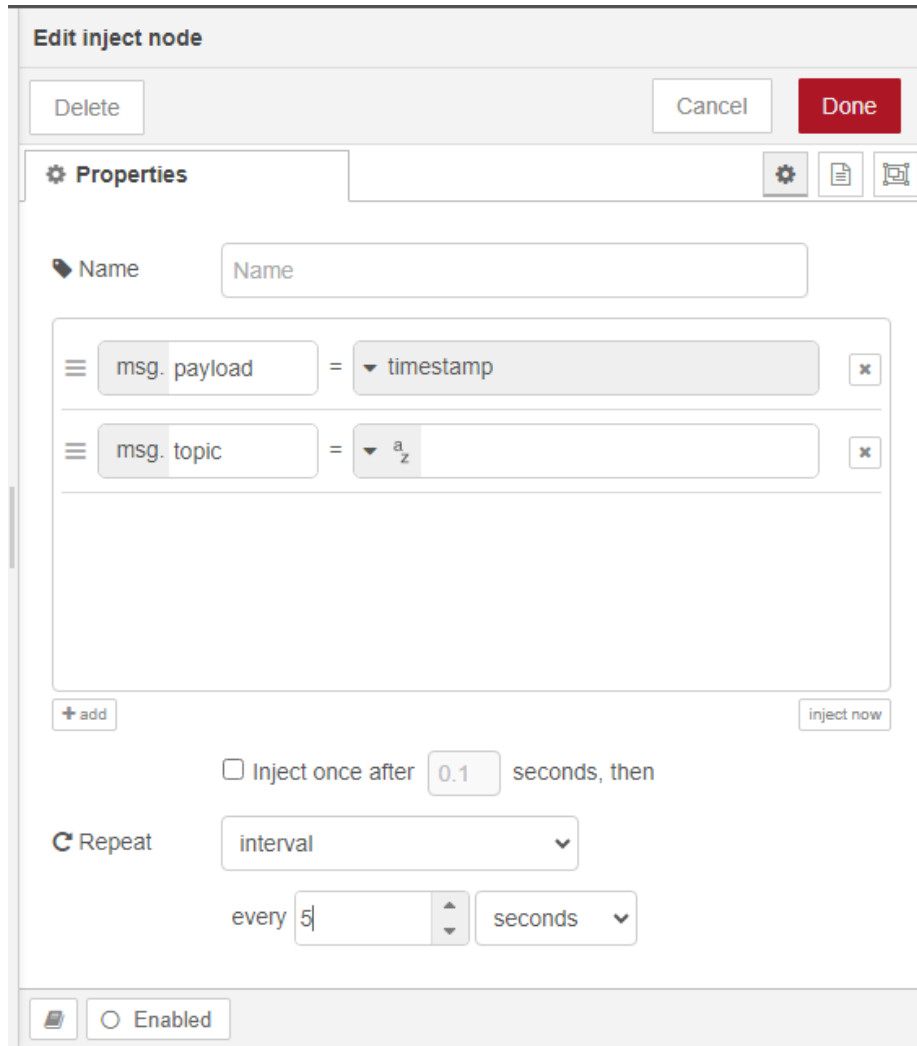 Edit inject node
Delete Cancel Done
Properties
Name Name
msg. payload = timestamp
msg. topic = a z
+ add inject now
Inject once after 0.1 seconds, then
Repeat interval
every 5 seconds
Enabled